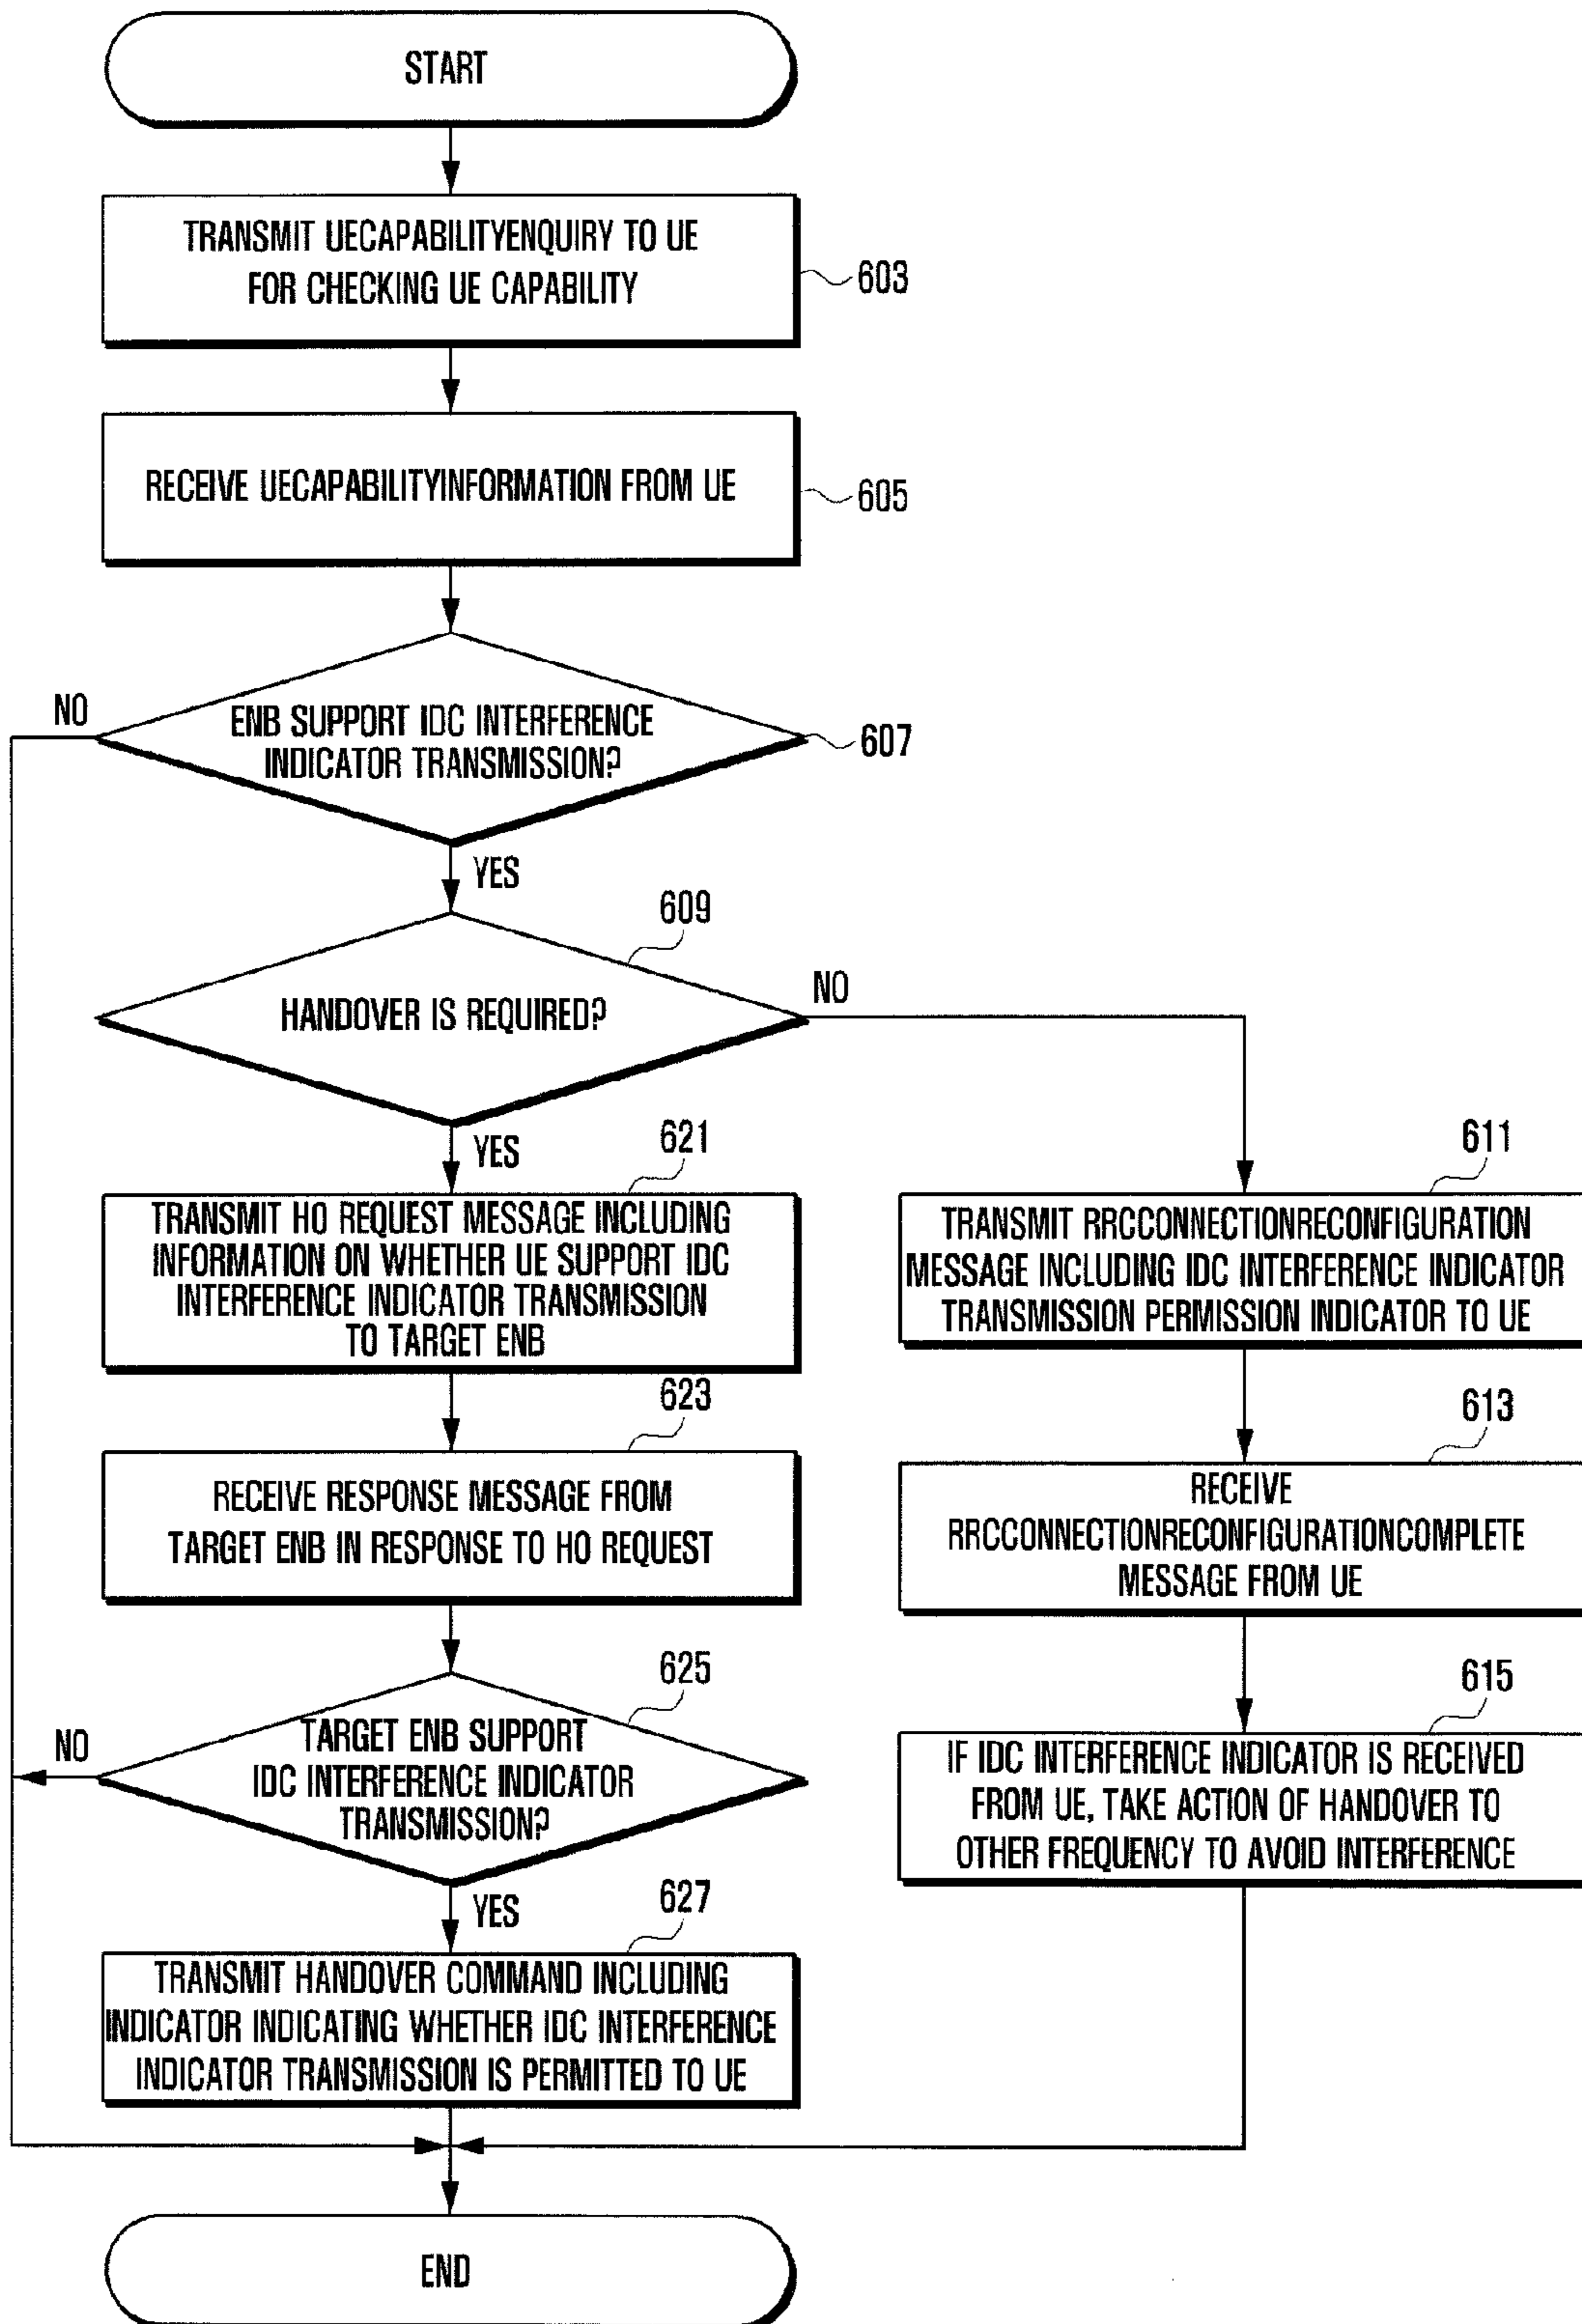 START
TRANSMIT UECAPABILITYENQUIRY TO UE
FOR CHECKING UE CAPABILITY
603
RECEIVE UECAPABILITYINFORMATION FROM UE
605
NO
ENB SUPPORT IDC INTERFERENCE
INDICATOR TRANSMISSION?
607
YES
609
HANDOVER IS REQUIRED?
NO
YES
621
TRANSMIT HO REQUEST MESSAGE INCLUDING
INFORMATION ON WHETHER UE SUPPORT IDC
INTERFERENCE INDICATOR TRANSMISSION
TO TARGET ENB
611
TRANSMIT RRCCONNECTIONRECONFIGURATION
MESSAGE INCLUDING IDC INTERFERENCE INDICATOR
TRANSMISSION PERMISSION INDICATOR TO UE
623
RECEIVE RESPONSE MESSAGE FROM
TARGET ENB IN RESPONSE TO HO REQUEST
613
RECEIVE
RRCCONNECTIONRECONFIGURATIONCOMPLETE
MESSAGE FROM UE
625
NO
TARGET ENB SUPPORT
IDC INTERFERENCE INDICATOR
TRANSMISSION?
615
IF IDC INTERFERENCE INDICATOR IS RECEIVED
FROM UE, TAKE ACTION OF HANDOVER TO
OTHER FREQUENCY TO AVOID INTERFERENCE
YES
627
TRANSMIT HANDOVER COMMAND INCLUDING
INDICATOR INDICATING WHETHER IDC INTERFERENCE
INDICATOR TRANSMISSION IS PERMITTED TO UE
END